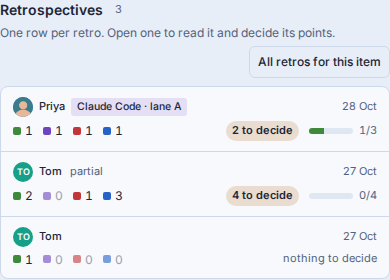 Retrospectives 3
One row per retro. Open one to read it and decide its points.
All retros for this item
Priya Claude Code · lane A 28 Oct
1 1 1 1 2 to decide 1/3
TO Tom partial 27 Oct
2 0 1 3 4 to decide 0/4
TO Tom 27 Oct
1 0 0 0 nothing to decide